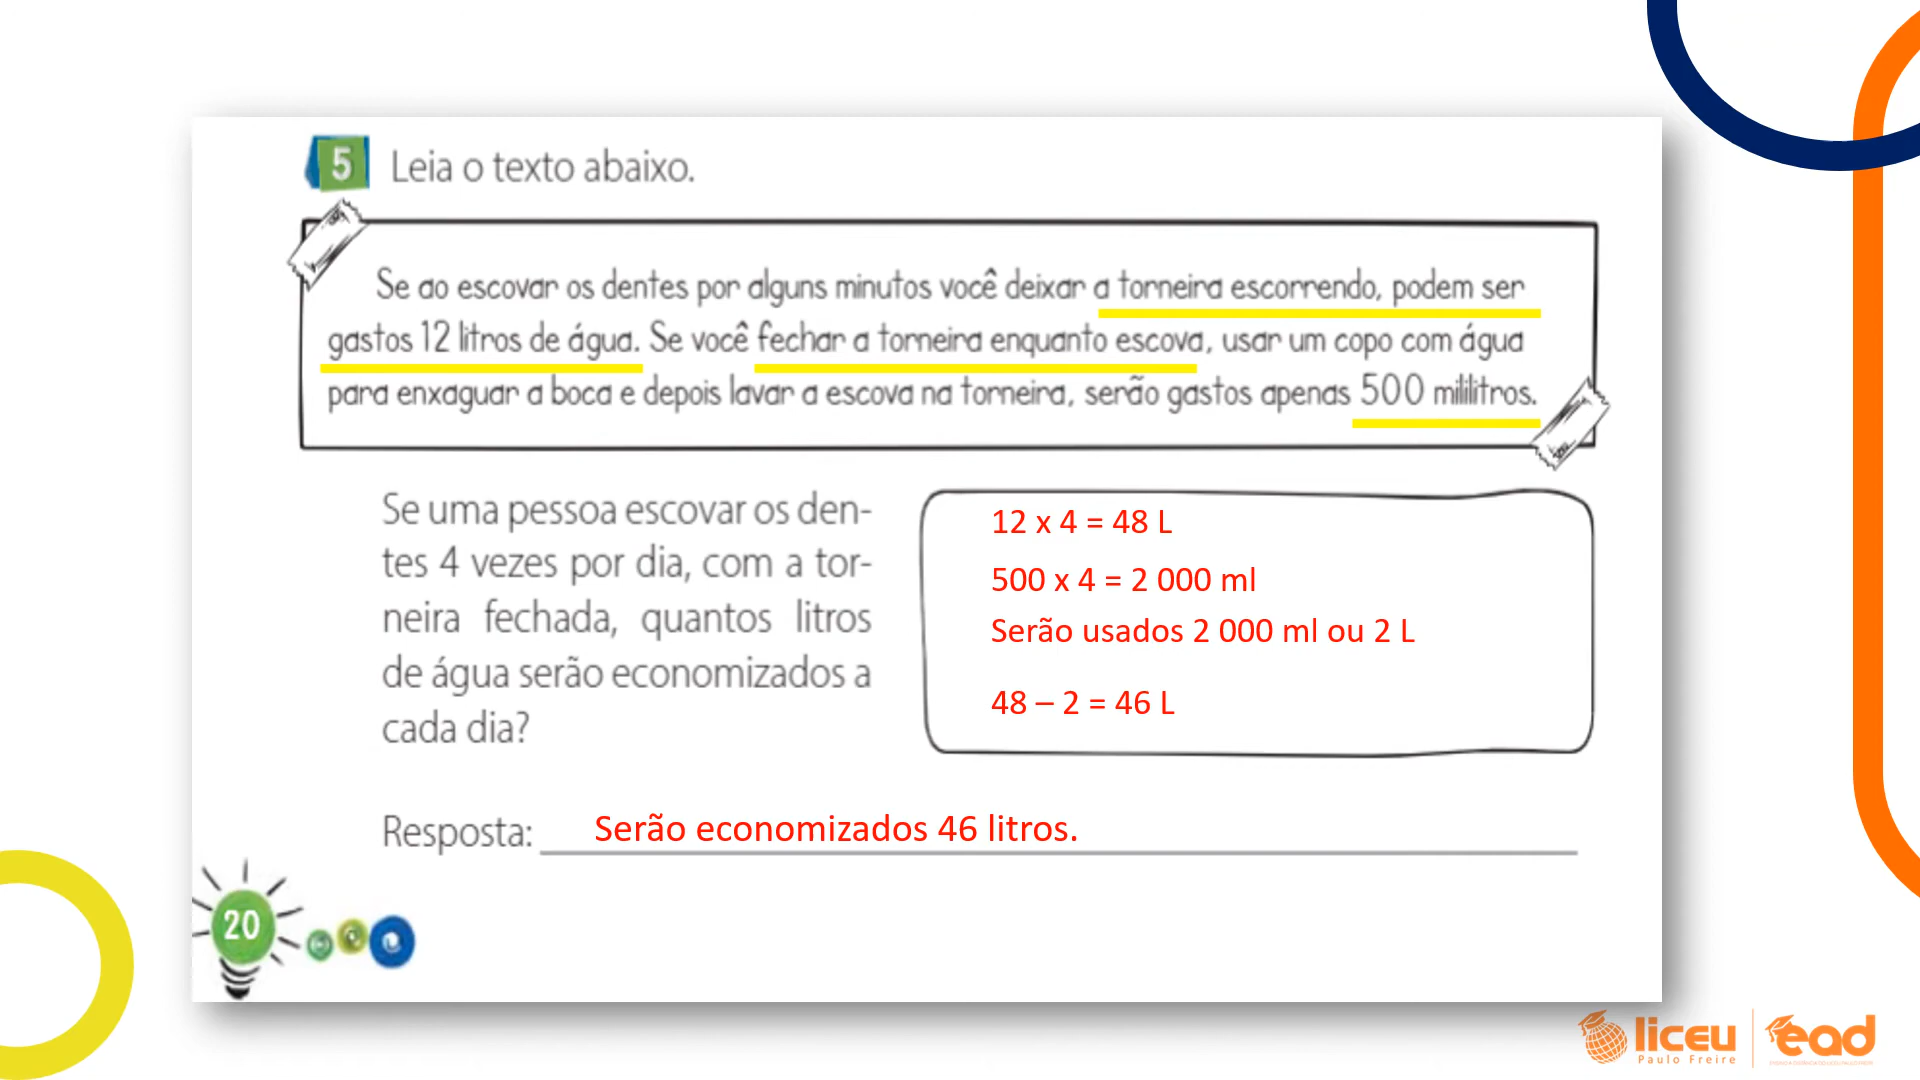 5 Leia o texto abaixo.
Se ao escovar os dentes por alguns minutos você deixar a torneira escorrendo, podem ser
gastos 12 litros de água. Se você fechar a torneira enquanto escova, usar um copo com água
para enxaguar a boca e depois lavar a escova na torneira, serão gastos apenas 500 mililitros.
Se uma pessoa escovar os den-
tes 4 vezes por dia, com a tor-
neira fechada, quantos litros
de água serão economizados a
cada dia?
12 x 4 = 48 L
500 x 4 = 2 000 ml
Serão usados 2 000 ml ou 2 L
48 – 2 = 46 L
Resposta: Serão economizados 46 litros.
20
liceu
Paulo Freire
ead